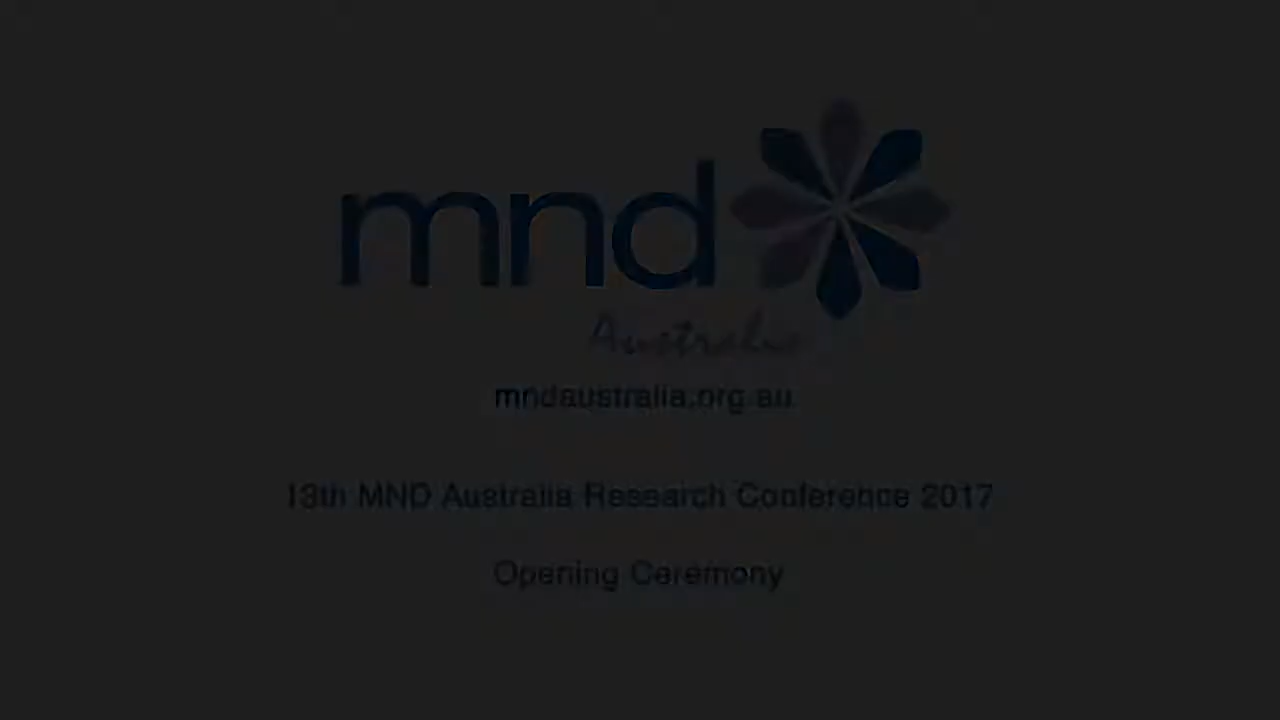 mnd
Australia
mndaustralia.org.au
13th MND Australia Research Conference 2017
Opening Ceremony